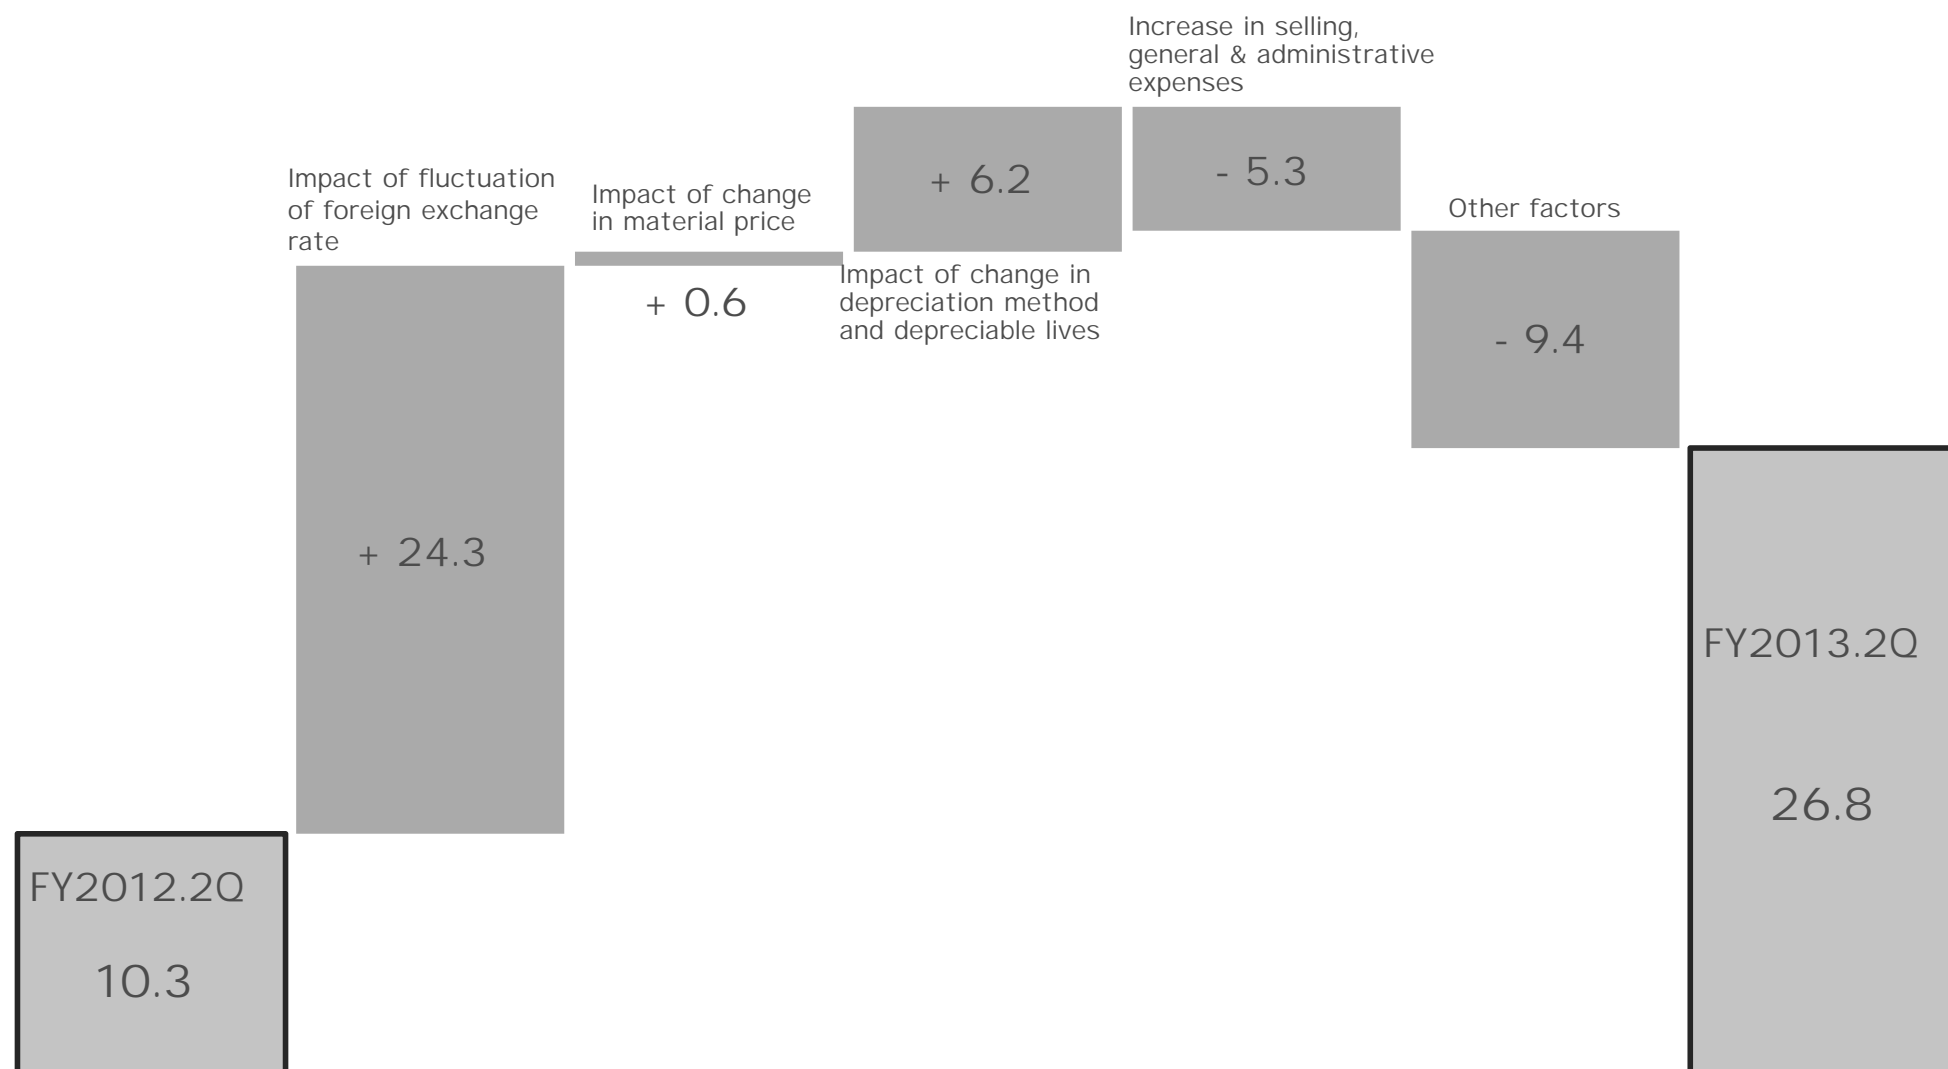 Increase in selling,
general & administrative
expenses
+ 6.2
- 5.3
Impact of fluctuation
of foreign exchange
rate
Impact of change
in material price
Other factors
Impact of change in
depreciation method
and depreciable lives
+ 0.6
- 9.4
+ 24.3
FY2013.2Q
26.8
FY2012.2Q
10.3